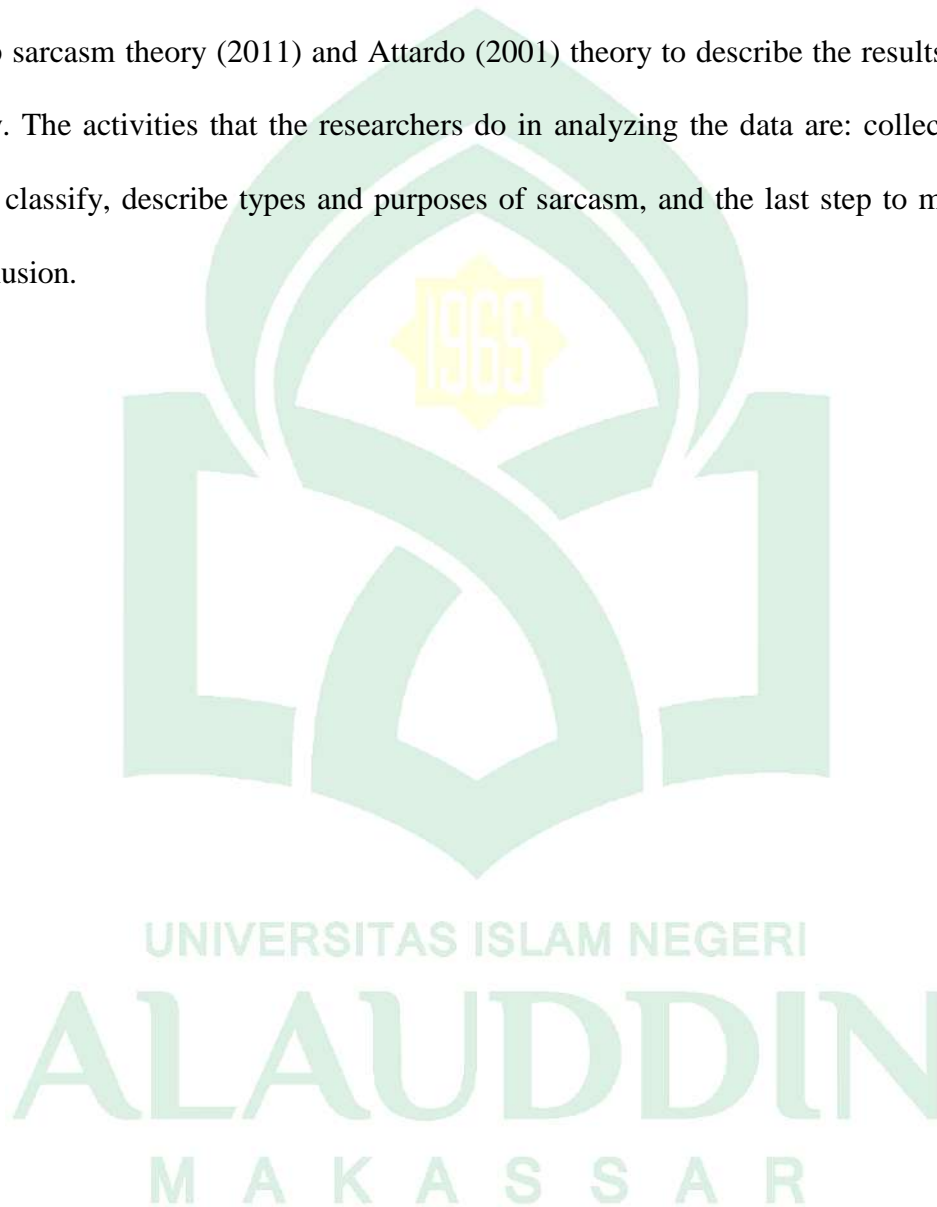 sarcasm theory (2011) and Attardo (2001) theory to describe the results
. The activities that the researchers do in analyzing the data are: collec
classify, describe types and purposes of sarcasm, and the last step to m
lusion.
1965
UNIVERSITAS ISLAM NEGERI
ALAUDDIN
MAKASSAR